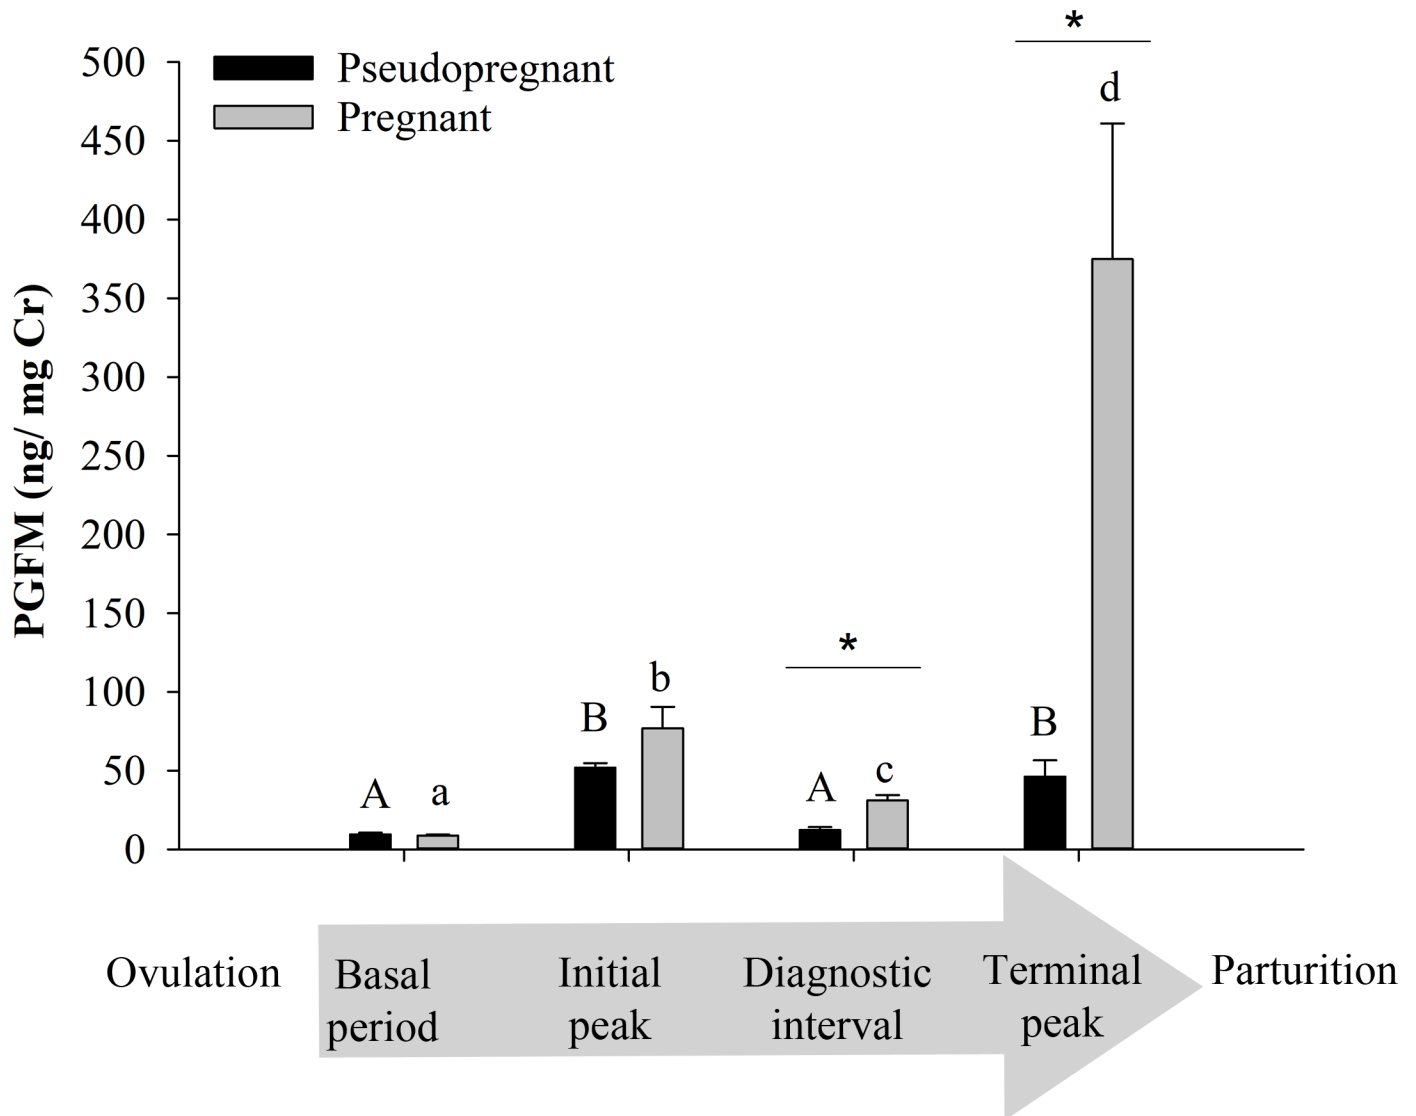 *
500
450
400
350
300
250
200
150
100
50
0
PGFM (ng/ mg Cr)
Pseudopregnant
Pregnant
A
a
B
b
*
A
c
B
d
Ovulation
Basal
period
Initial
peak
Diagnostic
interval
Terminal
peak
Parturition